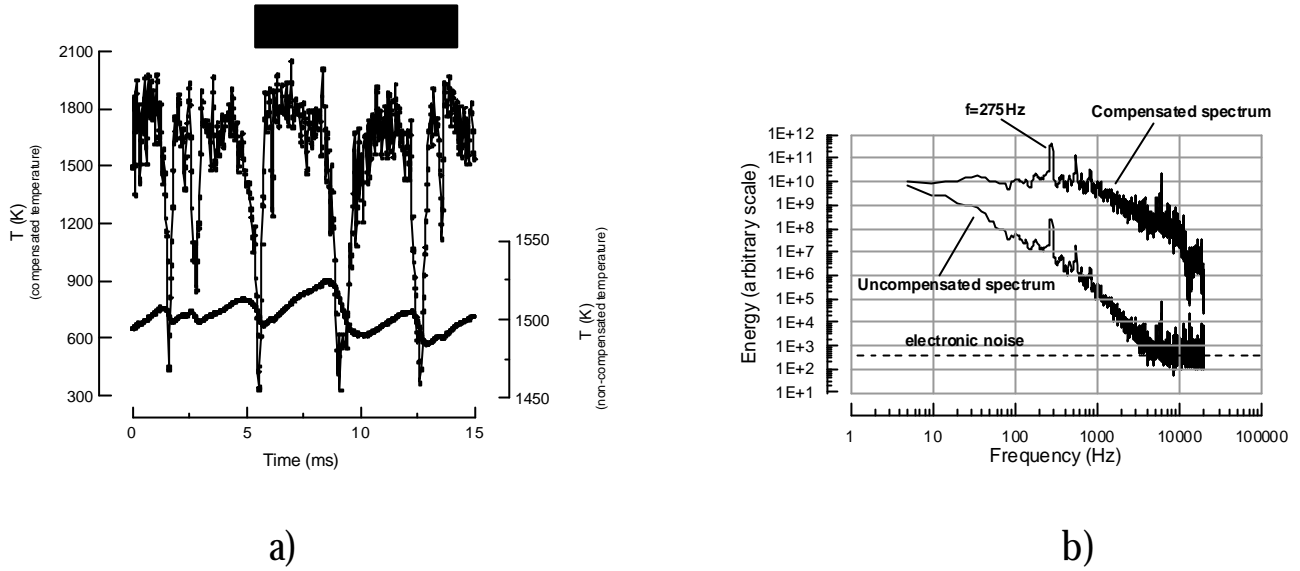 2100
1800
1500
1200
900
600
300
T (K)
(compensated temperature)
1550
1500
1450
T (K)
(non-compensated temperature)
0 5 10 15
Time (ms)
a)
f=275Hz
Compensated spectrum
1E+12
1E+11
1E+10
1E+9
1E+8
1E+7
1E+6
1E+5
1E+4
1E+3
1E+2
1E+1
Energy (arbitrary scale)
Uncompensated spectrum
electronic noise
1 10 100 1000 10000 100000
Frequency (Hz)
b)